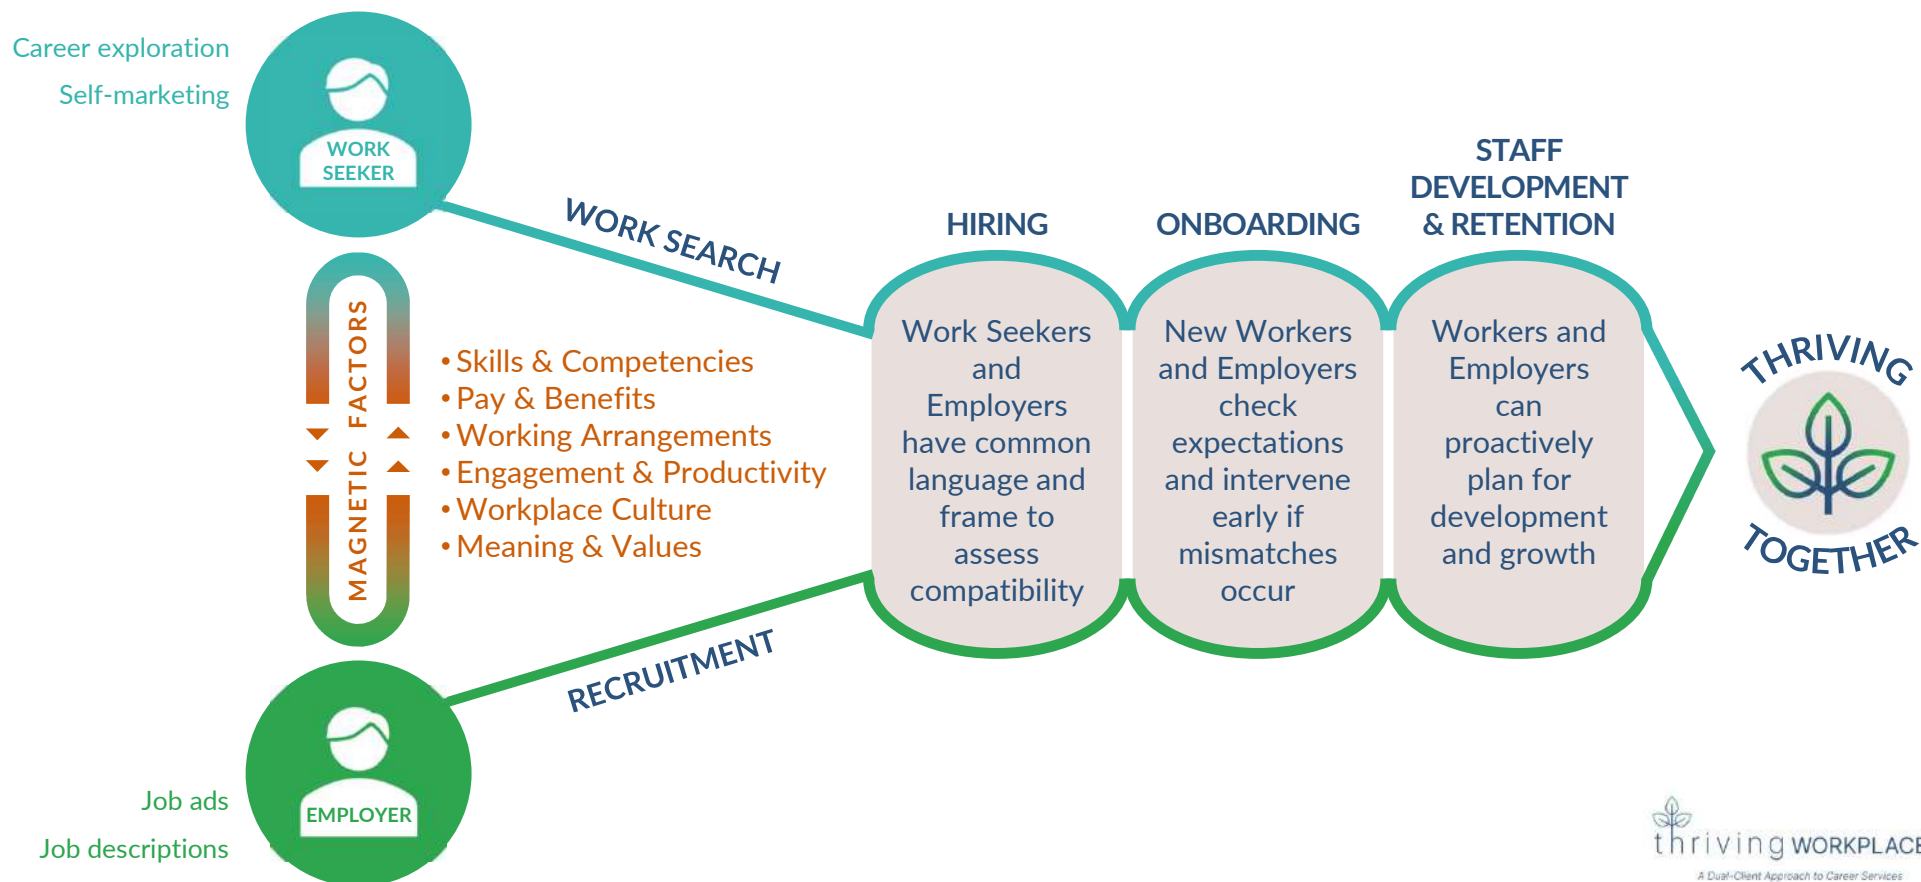 Career exploration
Self-marketing
WORK
SEEKER
MAGNETIC FACTORS
• Skills & Competencies
• Pay & Benefits
• Working Arrangements
• Engagement & Productivity
• Workplace Culture
• Meaning & Values
EMPLOYER
Job ads
Job descriptions
WORK SEARCH
RECRUITMENT
HIRING
Work Seekers
and
Employers
have common
language and
frame to
assess
compatibility
ONBOARDING
New Workers
and Employers
check
expectations
and intervene
early if
mismatches
occur
STAFF
DEVELOPMENT
& RETENTION
Workers and
Employers
can
proactively
plan for
development
and growth
THRIVING
TOGETHER
thriving WORKPLACE
A Dual-Client Approach to Career Services